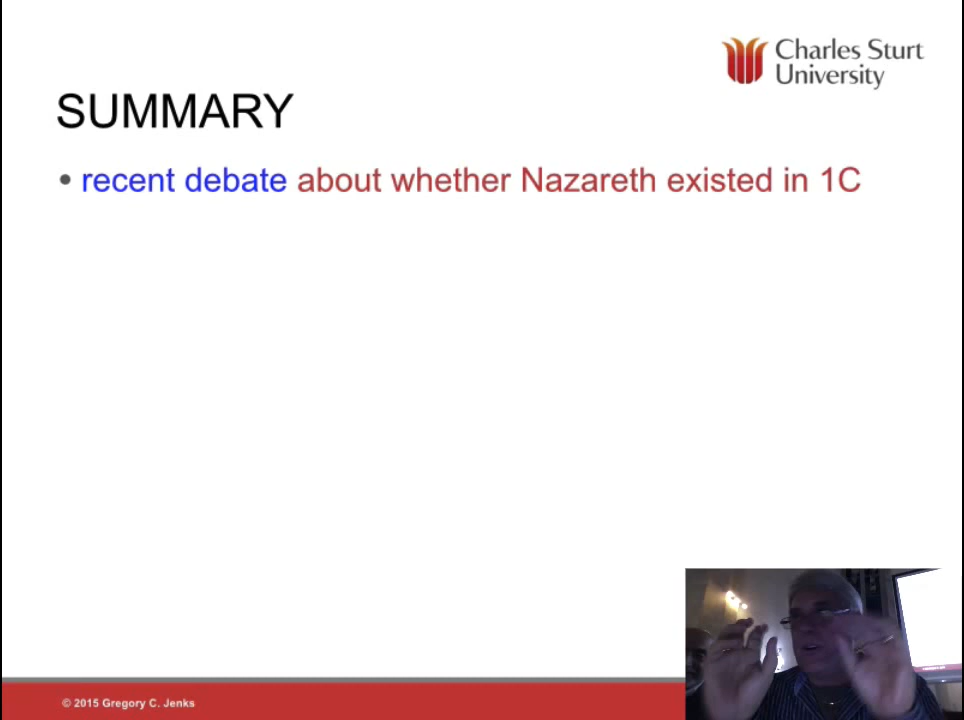 Charles Sturt
University
SUMMARY
• recent debate about whether Nazareth existed in 1C
© 2015 Gregory C. Jenks